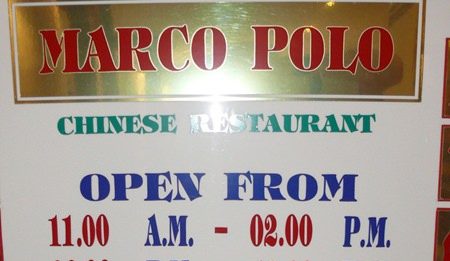 MARCO POLO
CHINESE RESTAURANT
OPEN FROM
11.00 A.M. - 02.00 P.M.